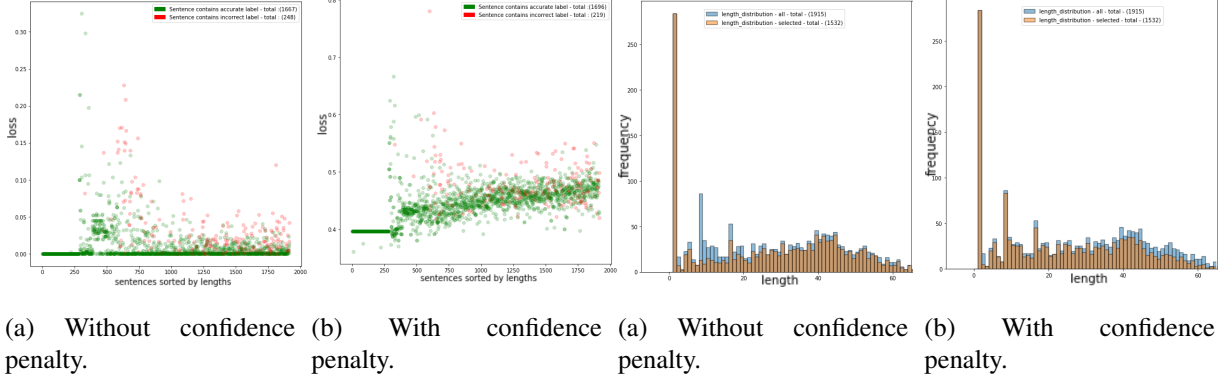 Sentence contains accurate label - total : (1667)
Sentence contains incorrect label - total : (248)
0.30
0.25
0.20
0.15
0.10
0.05
0.00
loss
0 250 500 750 1000 1250 1500 1750 2000
sentences sorted by lengths
(a) Without confidence
penalty.
Sentence contains accurate label - total : (1696)
Sentence contains incorrect label - total : (219)
0.8
0.7
0.6
0.5
0.4
loss
0 250 500 750 1000 1250 1500 1750 2000
sentences sorted by lengths
(b) With confidence
penalty.
length_distribution - all - total - (1915)
length_distribution - selected - total - (1532)
250
200
150
100
50
0
frequency
0 20 40 60
length
(a) Without confidence
penalty.
length_distribution - all - total - (1915)
length_distribution - selected - total - (1532)
250
200
150
100
50
0
frequency
0 20 40 60
length
(b) With confidence
penalty.